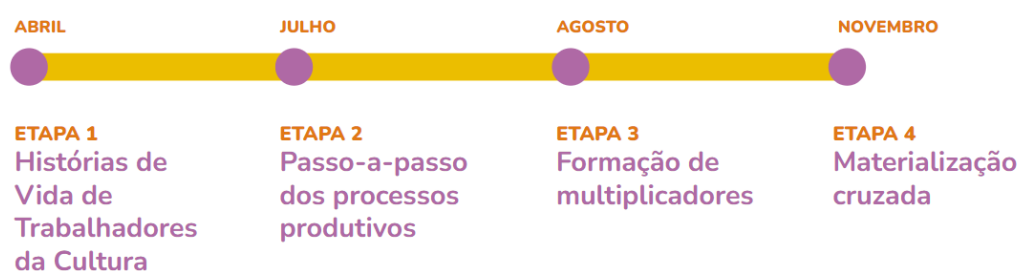 ABRIL
JULHO
AGOSTO
NOVEMBRO
ETAPA 1
Histórias de
Vida de
Trabalhadores
da Cultura
ETAPA 2
Passo-a-passo
dos processos
produtivos
ETAPA 3
Formação de
multiplicadores
ETAPA 4
Materialização
cruzada